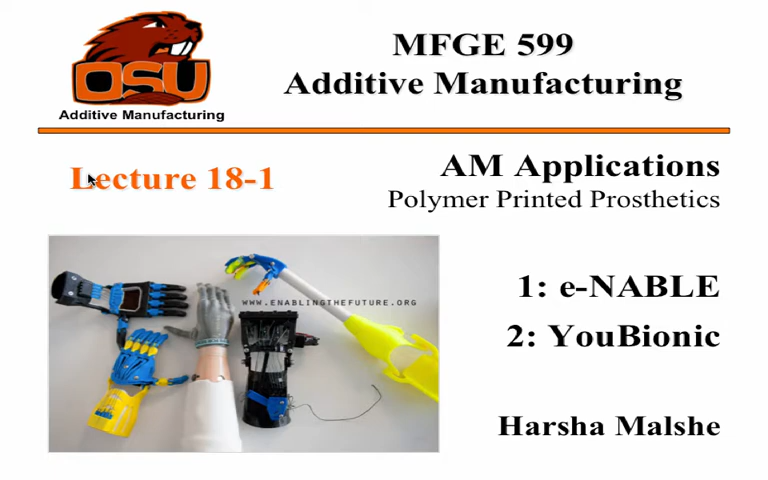 OSU
Additive Manufacturing
MFGE 599
Additive Manufacturing
Lecture 18-1
AM Applications
Polymer Printed Prosthetics
WWW.ENABLINGTHEFUTURE.ORG
1: e-NABLE
2: YouBionic
Harsha Malshe